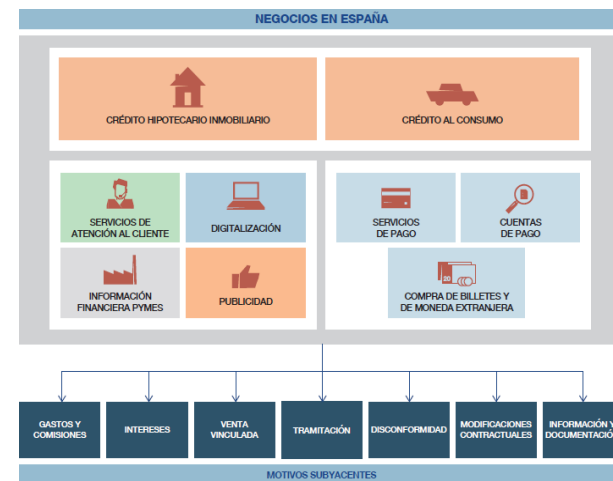 NEGOCIOS EN ESPAÑA
CRÉDITO HIPOTECARIO INMOBILIARIO
CRÉDITO AL CONSUMO
SERVICIOS DE
ATENCIÓN AL CLIENTE
DIGITALIZACIÓN
SERVICIOS
DE PAGO
CUENTAS
DE PAGO
INFORMACIÓN
FINANCIERA PYMES
PUBLICIDAD
20
COMPRA DE BILLETES Y
DE MONEDA EXTRANJERA
GASTOS Y
COMISIONES
INTERESES
VENTA
VINCULADA
TRAMITACIÓN
DISCONFORMIDAD
MODIFICACIONES
CONTRACTUALES
INFORMACIÓN Y
DOCUMENTACIÓN
MOTIVOS SUBYACENTES